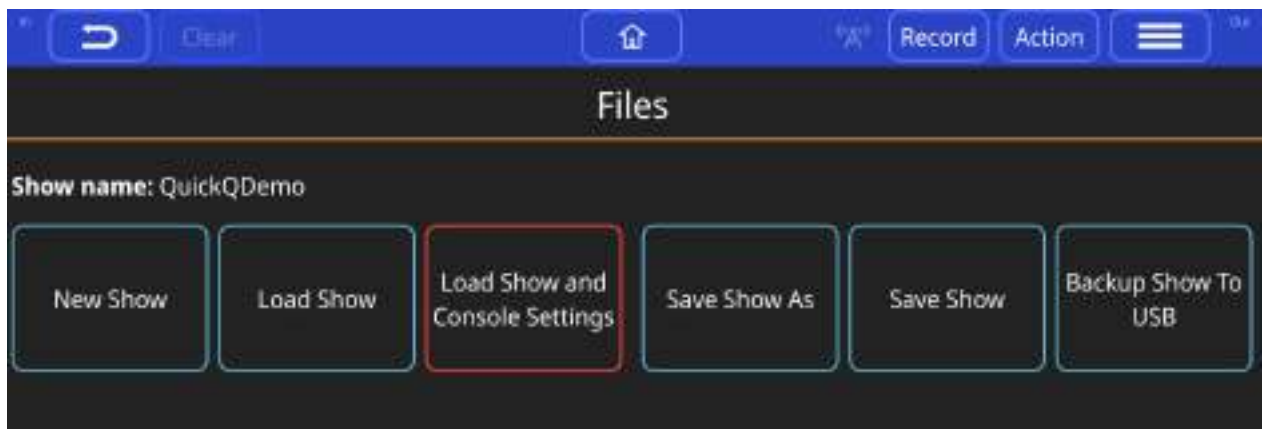 Clear
Record
Action
Files
Show name: QuickQDemo
New Show
Load Show
Load Show and
Console Settings
Save Show As
Save Show
Backup Show To
USB